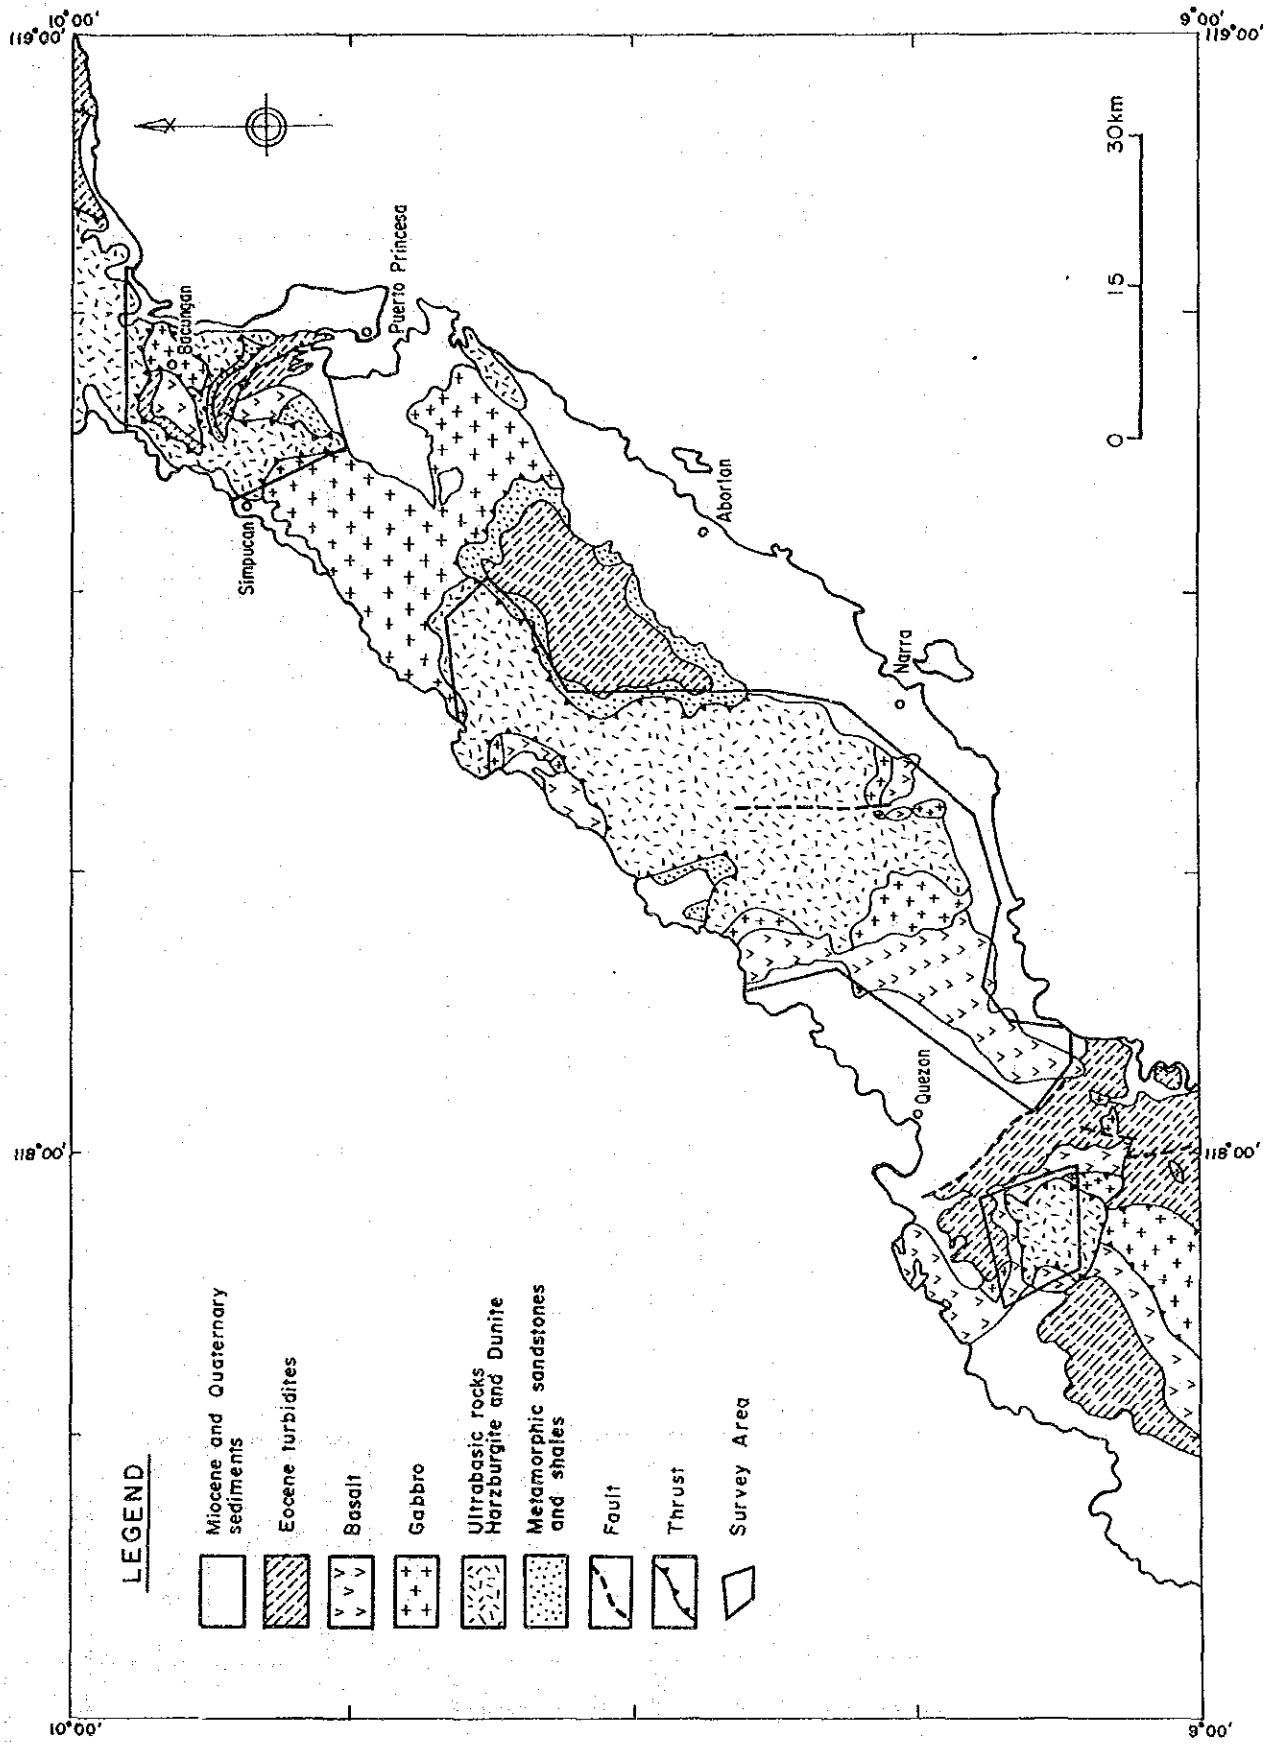 10°00'
119°00'
9°00'
119°00'
Bacungan
Puerto Princesa
Simpucan
Aborlan
Narra
Quezon
0 15 30km
118°00'
118°00'
LEGEND
Miocene and Quaternary
sediments
Eocene turbidites
Basalt
Gabbro
Ultrabasic rocks
Harzburgite and Dunite
Metamorphic sandstones
and shales
Fault
Thrust
Survey Area
10°00'
9°00'